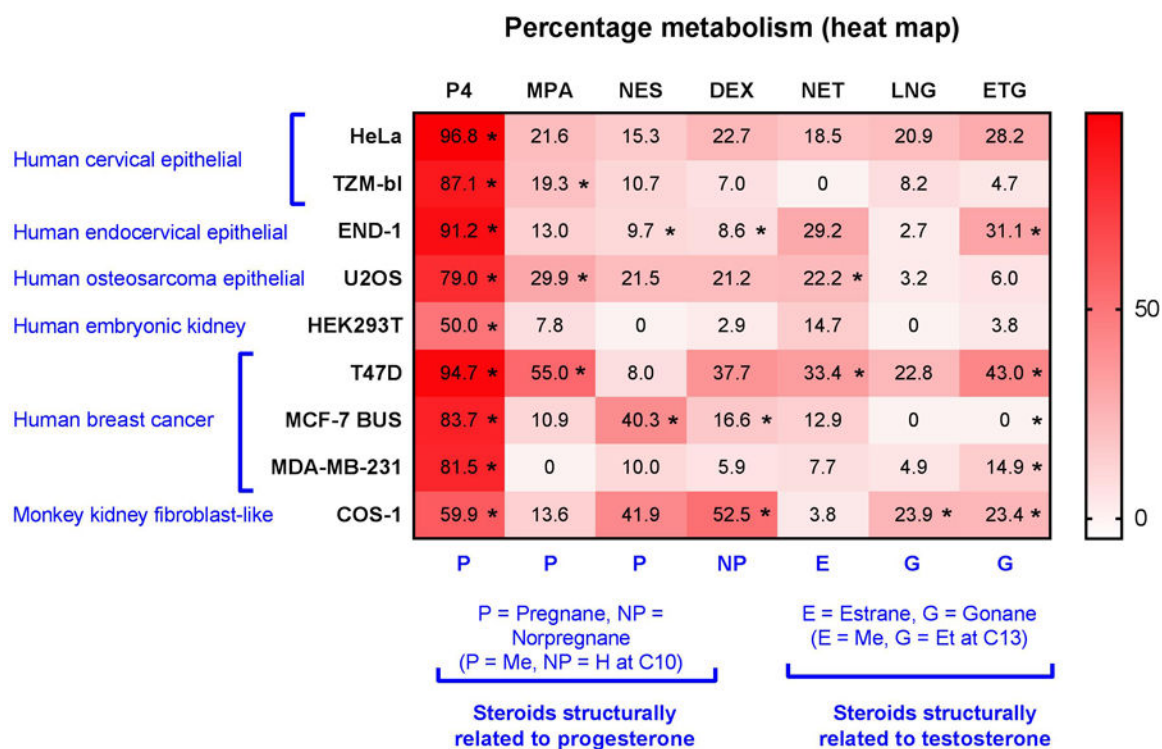 Percentage metabolism (heat map)
P4 MPA NES DEX NET LNG ETG
Human cervical epithelial
HeLa 96.8 * 21.6 15.3 22.7 18.5 20.9 28.2
TZM-bl 87.1 * 19.3 * 10.7 7.0 0 8.2 4.7
Human endocervical epithelial END-1 91.2 * 13.0 9.7 * 8.6 * 29.2 2.7 31.1 *
Human osteosarcoma epithelial U2OS 79.0 * 29.9 * 21.5 21.2 22.2 * 3.2 6.0
Human embryonic kidney HEK293T 50.0 * 7.8 0 2.9 14.7 0 3.8
T47D 94.7 * 55.0 * 8.0 37.7 33.4 * 22.8 43.0 *
Human breast cancer MCF-7 BUS 83.7 * 10.9 40.3 * 16.6 * 12.9 0 0 *
MDA-MB-231 81.5 * 0 10.0 5.9 7.7 4.9 14.9 *
Monkey kidney fibroblast-like COS-1 59.9 * 13.6 41.9 52.5 * 3.8 23.9 * 23.4 *
50
0
P P P NP E G G
P = Pregnane, NP =
Norpregnane
(P = Me, NP = H at C10)
Steroids structurally
related to progesterone
E = Estrane, G = Gonane
(E = Me, G = Et at C13)
Steroids structurally
related to testosterone